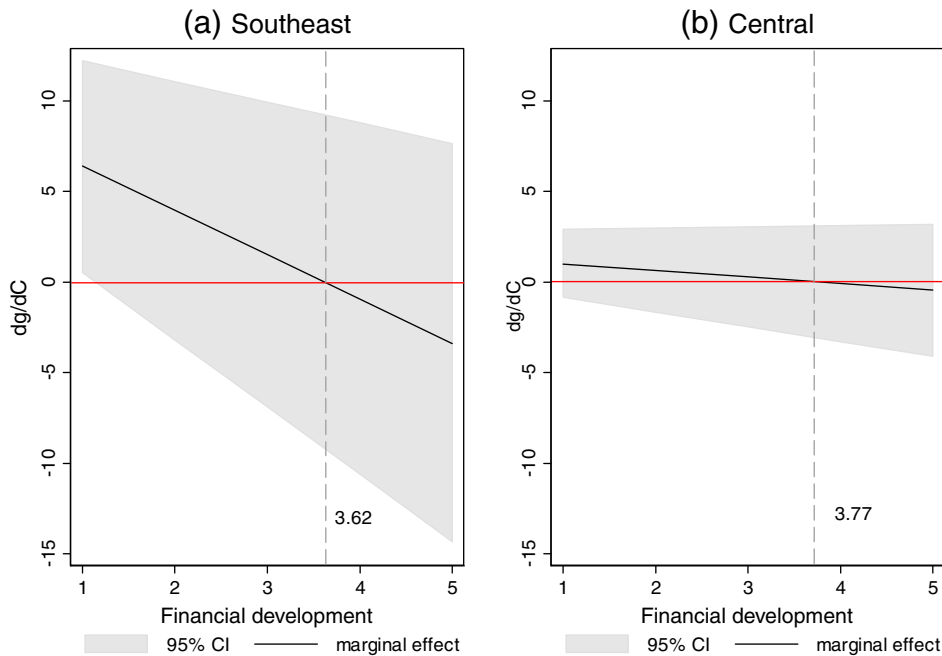 (a) Southeast
10
5
0
-5
-10
-15
dg/dC
3.62
1 2 3 4 5
Financial development
95% CI marginal effect
(b) Central
10
5
0
-5
-10
-15
dg/dC
3.77
1 2 3 4 5
Financial development
95% CI marginal effect